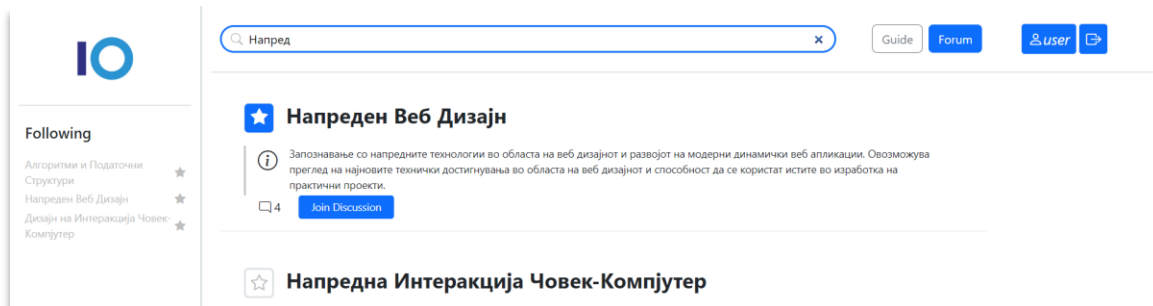 IO
Напред
Guide
Forum
user
Following
Алгоритми и Податочни
Структури
Напреден Веб Дизајн
Дизајн на Интеракција Човек-
Компјутер
Напреден Веб Дизајн
Запознавање со напредните технологии во областа на веб дизајнот и развојот на модерни динамички веб апликации. Овозможува
преглед на најновите технички достигнувања во областа на веб дизајнот и способност да се користат истите во изработка на
практични проекти.
4
Join Discussion
Напредна Интеракција Човек-Компјутер